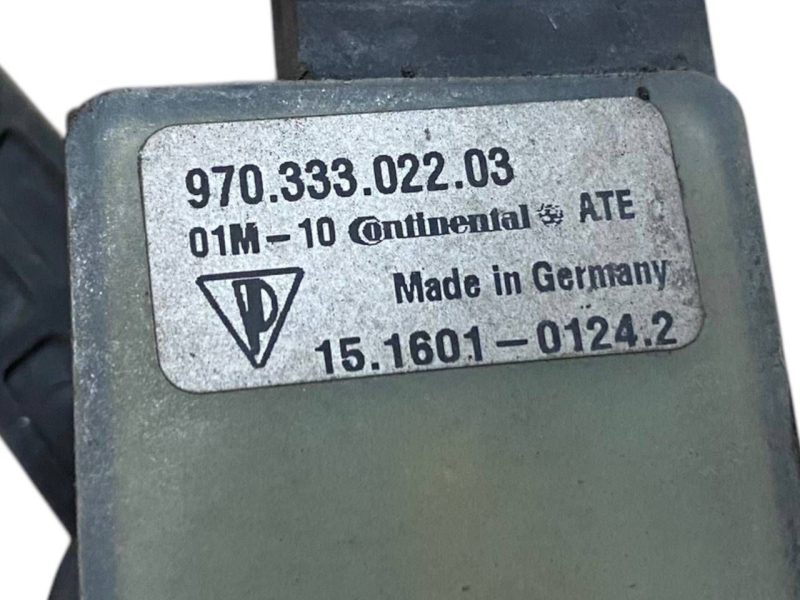 970.333.022.03
01M-10 Continental ATE
Made in Germany
15.1601-0124.2